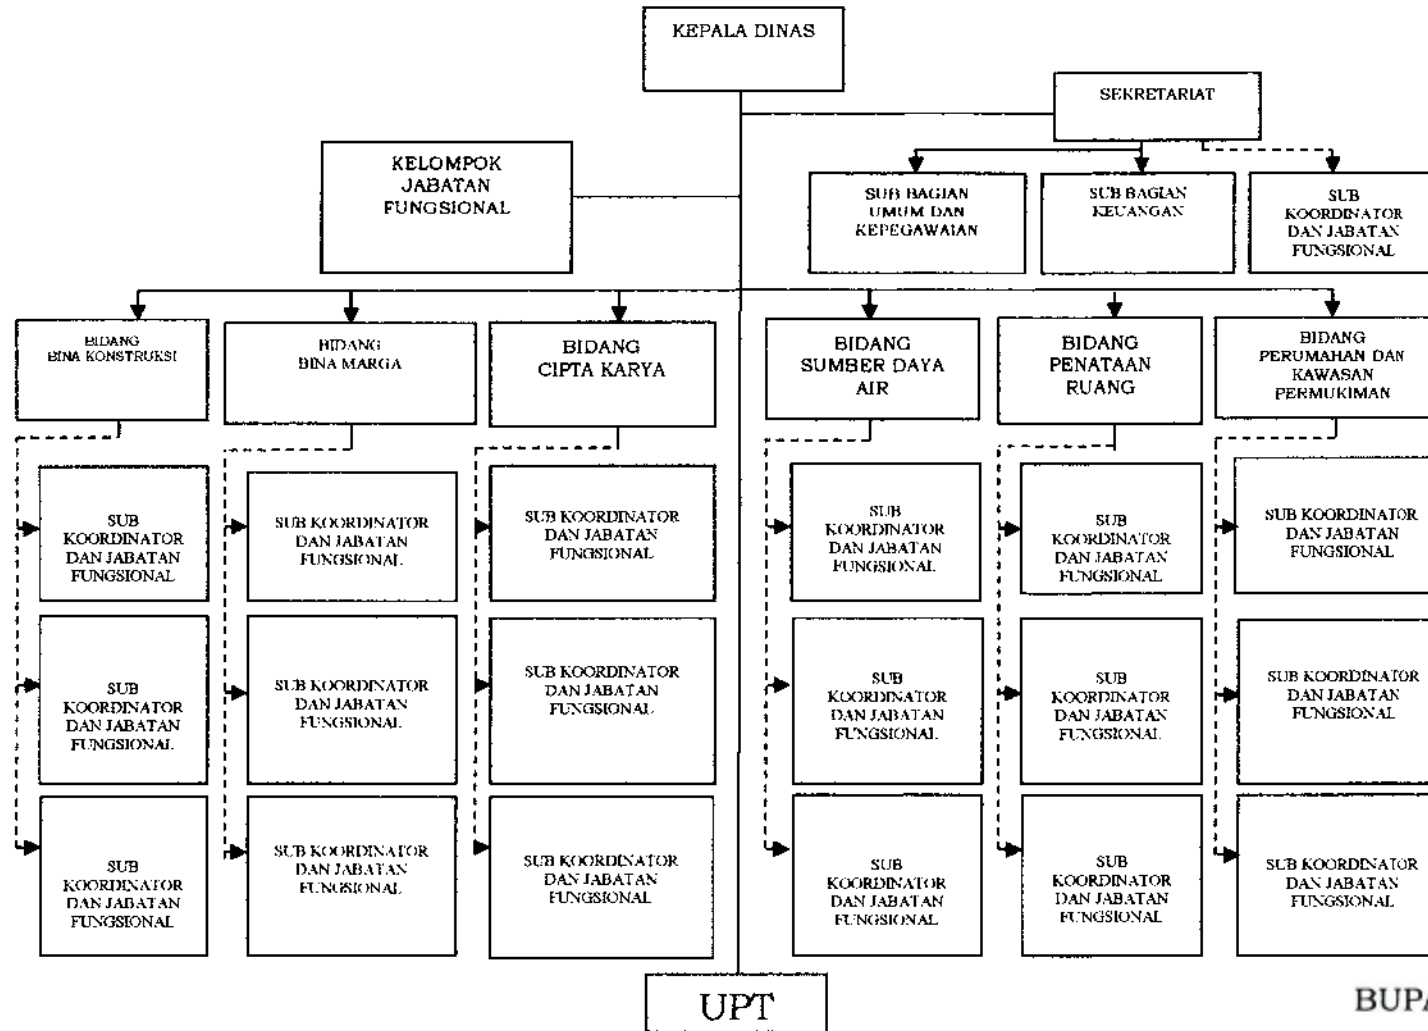 KEPALA DINAS
SEKRETARIAT
KELOMPOK
JABATAN
FUNGSIONAL
SUB BAGIAN
UMUM DAN
KEPEGAWAIAN
SUB BAGIAN
KEUANGAN
SUB
KOORDINATOR
DAN JABATAN
FUNGSIONAL
BIDANG
BINA KONSTRUKSI
BIDANG
BINA MARGA
BIDANG
CIPTA KARYA
BIDANG
SUMBER DAYA
AIR
BIDANG
PENATAAN
RUANG
BIDANG
PERUMAHAN DAN
KAWASAN
PERMUKIMAN
SUB
KOORDINATOR
DAN JABATAN
FUNGSIONAL
SUB KOORDINATOR
DAN JABATAN
FUNGSIONAL
SUB KOORDINATOR
DAN JABATAN
FUNGSIONAL
SUB
KOORDINATOR
DAN JABATAN
FUNGSIONAL
SUB
KOORDINATOR
DAN JABATAN
FUNGSIONAL
SUB KOORDINATOR
DAN JABATAN
FUNGSIONAL
SUB
KOORDINATOR
DAN JABATAN
FUNGSIONAL
SUB KOORDINATOR
DAN JABATAN
FUNGSIONAL
SUB KOORDINATOR
DAN JABATAN
FUNGSIONAL
SUB
KOORDINATOR
DAN JABATAN
FUNGSIONAL
SUB
KOORDINATOR
DAN JABATAN
FUNGSIONAL
SUB KOORDINATOR
DAN JABATAN
FUNGSIONAL
SUB
KOORDINATOR
DAN JABATAN
FUNGSIONAL
SUB KOORDINATOR
DAN JABATAN
FUNGSIONAL
SUB KOORDINATOR
DAN JABATAN
FUNGSIONAL
SUB
KOORDINATOR
DAN JABATAN
FUNGSIONAL
SUB
KOORDINATOR
DAN JABATAN
FUNGSIONAL
SUB KOORDINATOR
DAN JABATAN
FUNGSIONAL
UPT